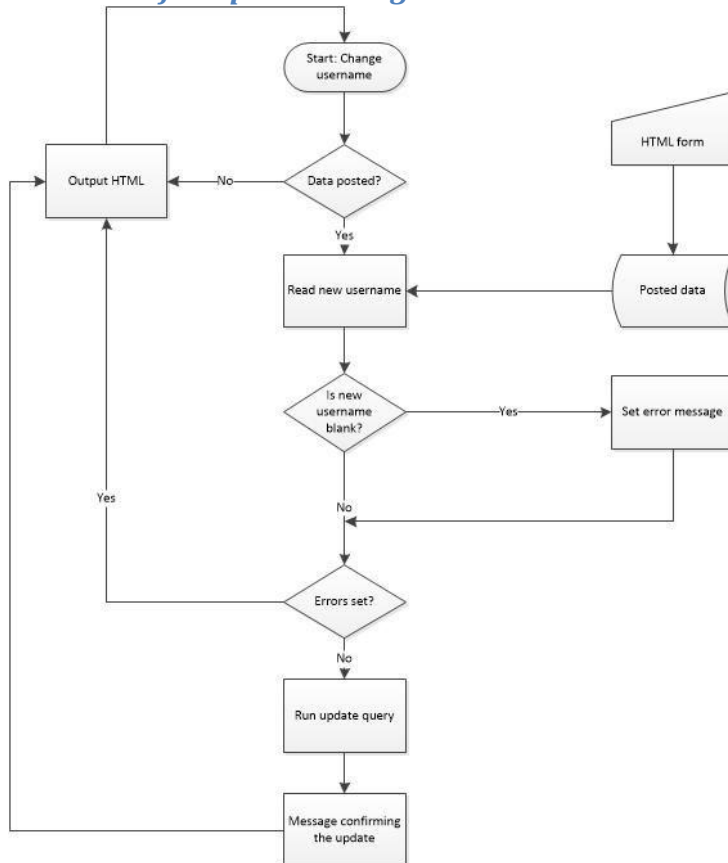 Start: Change
username
HTML form
Output HTML
No
Data posted?
Yes
Read new username
Posted data
Is new
username
blank?
Yes
Set error message
Yes
No
Errors set?
No
Run update query
Message confirming
the update